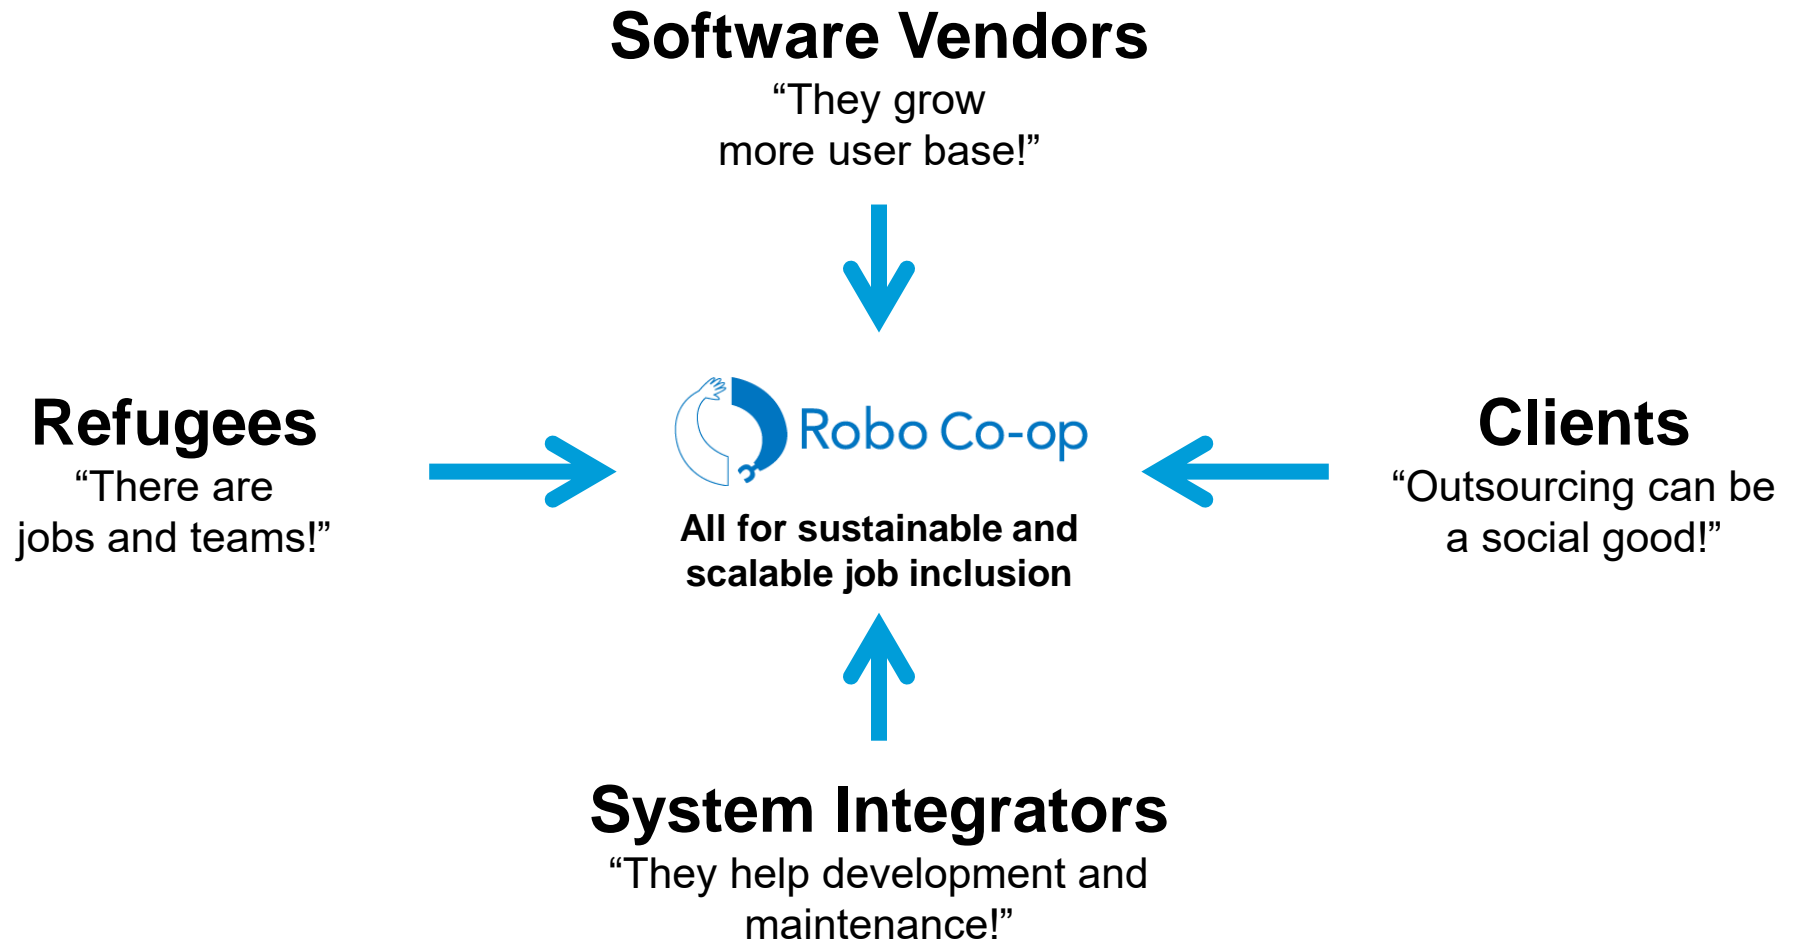 Software Vendors
“They grow
more user base!”
Refugees
“There are
jobs and teams!”
Robo Co-op
All for sustainable and
scalable job inclusion
Clients
“Outsourcing can be
a social good!”
System Integrators
“They help development and
maintenance!”